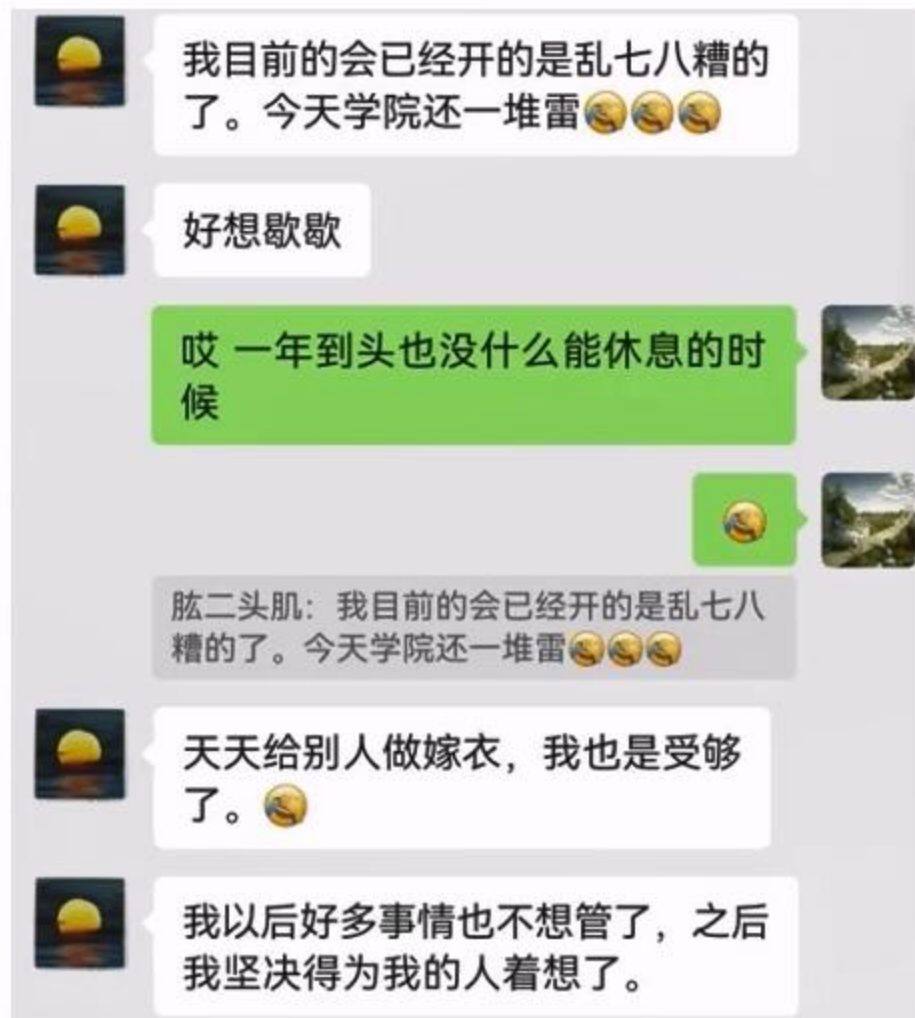 我目前的会已经开的是乱七八糟的
了。今天学院还一堆雷🤦🤦🤦
好想歇歇
哎 一年到头也没什么能休息的时
候
🤦
肱二头肌：我目前的会已经开的是乱七八
糟的了。今天学院还一堆雷🤦🤦🤦
天天给别人做嫁衣，我也是受够
了。🤦
我以后好多事情也不想管了，之后
我坚决得为我的人着想了。